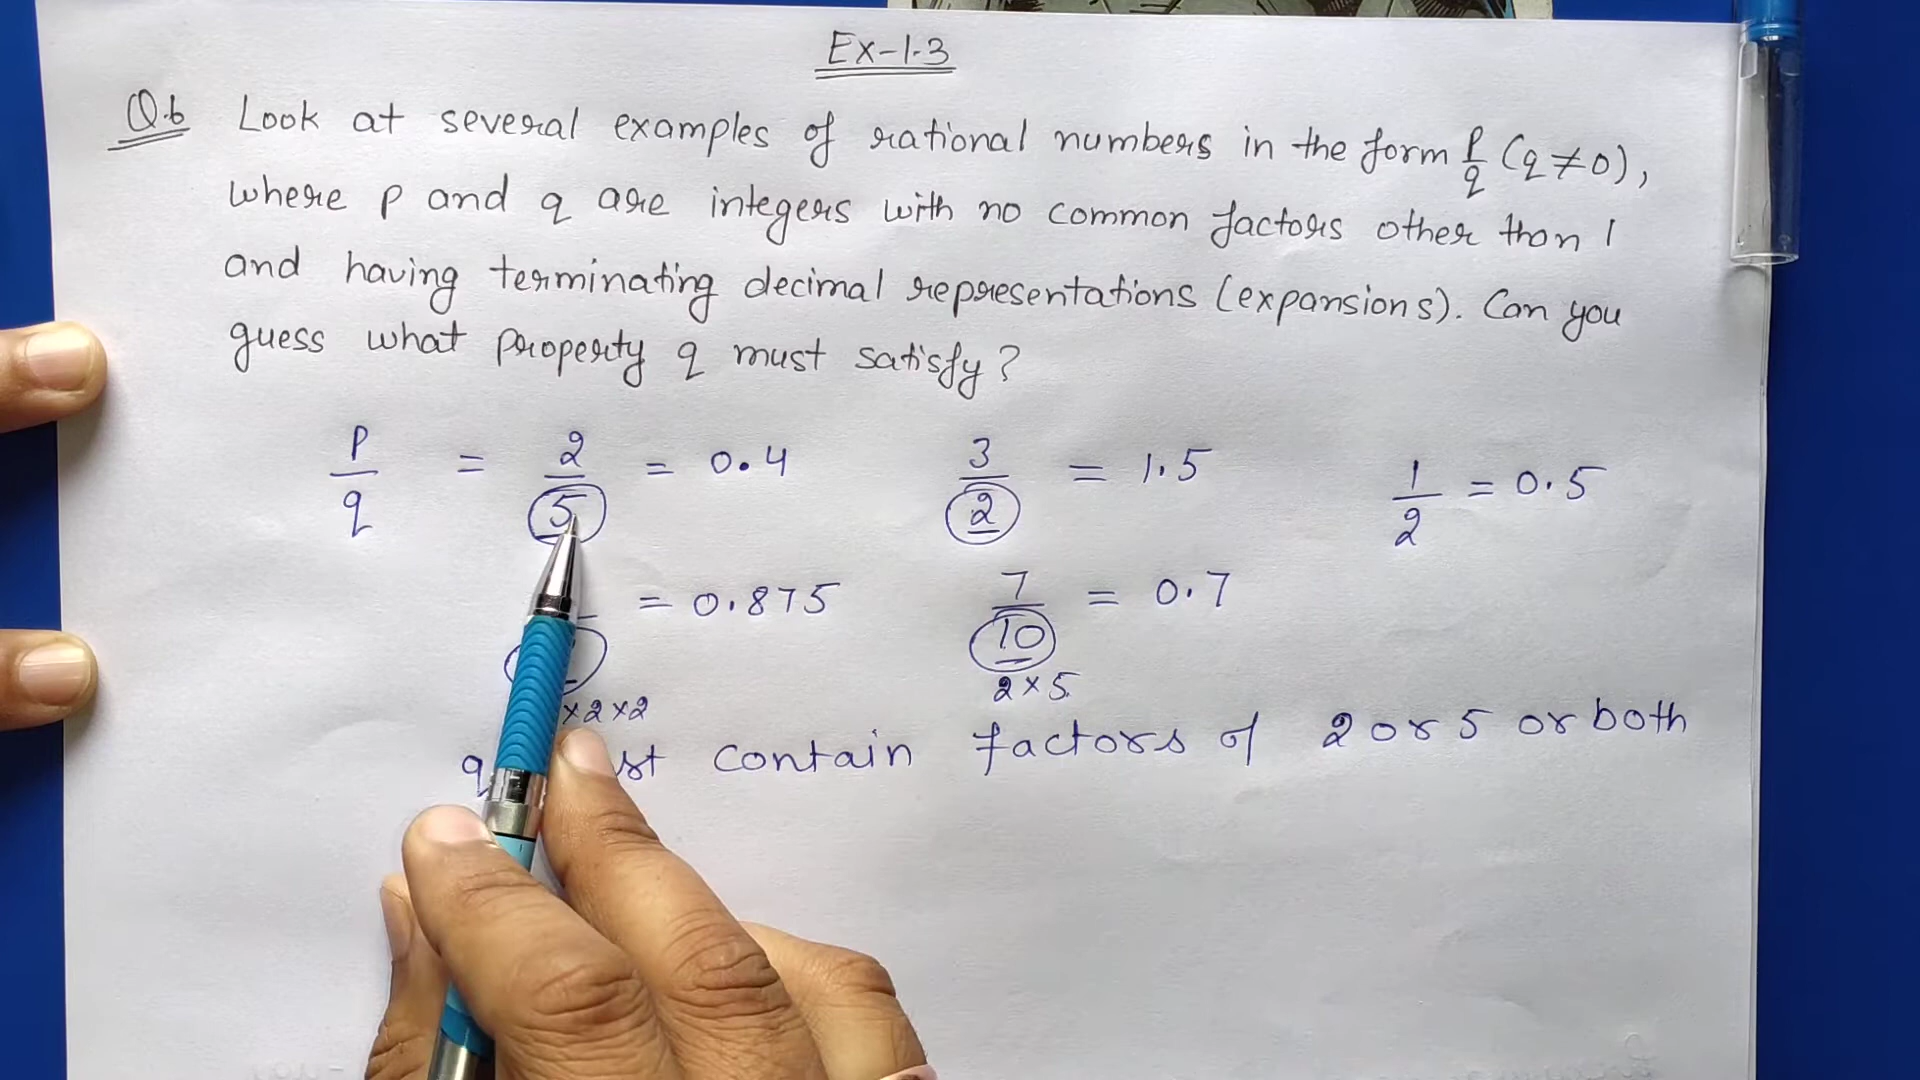 Ex-1.3
Q.6 Look at several examples of rational numbers in the form p/q (q≠0),
where p and q are integers with no common factors other than 1
and having terminating decimal representations (expansions). Can you
guess what property q must satisfy?
p/q = 2/5 = 0.4 3/2 = 1.5 1/2 = 0.5
= 0.875 7/10 = 0.7
×2×2 2×5
q contain factors of 2 or 5 or both